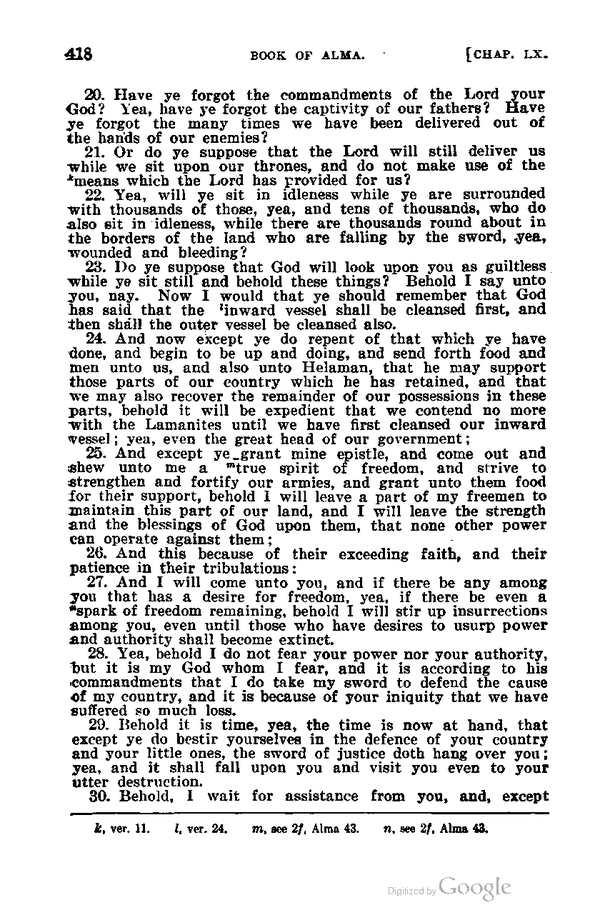 418 BOOK OF ALMA. [CHAP. LX.
20. Have ye forgot the commandments of the Lord your
God? Yea, have ye forgot the captivity of our fathers? Have
ye forgot the many times we have been delivered out of
the hands of our enemies?
21. Or do ye suppose that the Lord will still deliver us
while we sit upon our thrones, and do not make use of the
ᵏmeans which the Lord has provided for us?
22. Yea, will ye sit in idleness while ye are surrounded
with thousands of those, yea, and tens of thousands, who do
also sit in idleness, while there are thousands round about in
the borders of the land who are falling by the sword, yea,
wounded and bleeding?
23. Do ye suppose that God will look upon you as guiltless
while ye sit still and behold these things? Behold I say unto
you, nay. Now I would that ye should remember that God
has said that the ˡinward vessel shall be cleansed first, and
then shall the outer vessel be cleansed also.
24. And now except ye do repent of that which ye have
done, and begin to be up and doing, and send forth food and
men unto us, and also unto Helaman, that he may support
those parts of our country which he has retained, and that
we may also recover the remainder of our possessions in these
parts, behold it will be expedient that we contend no more
with the Lamanites until we have first cleansed our inward
vessel; yea, even the great head of our government;
25. And except ye grant mine epistle, and come out and
shew unto me a ᵐtrue spirit of freedom, and strive to
strengthen and fortify our armies, and grant unto them food
for their support, behold I will leave a part of my freemen to
maintain this part of our land, and I will leave the strength
and the blessings of God upon them, that none other power
can operate against them;
26. And this because of their exceeding faith, and their
patience in their tribulations:
27. And I will come unto you, and if there be any among
you that has a desire for freedom, yea, if there be even a
ⁿspark of freedom remaining, behold I will stir up insurrections
among you, even until those who have desires to usurp power
and authority shall become extinct.
28. Yea, behold I do not fear your power nor your authority,
but it is my God whom I fear, and it is according to his
commandments that I do take my sword to defend the cause
of my country, and it is because of your iniquity that we have
suffered so much loss.
29. Behold it is time, yea, the time is now at hand, that
except ye do bestir yourselves in the defence of your country
and your little ones, the sword of justice doth hang over you;
yea, and it shall fall upon you and visit you even to your
utter destruction.
30. Behold, I wait for assistance from you, and, except
k, ver. 11. l, ver. 24. m, see 2f, Alma 43. n, see 2f, Alma 43.
Digitized by Google